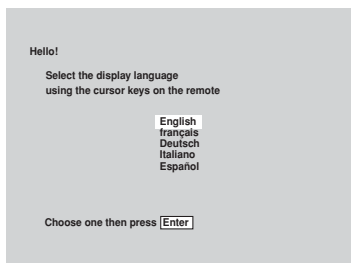 Hello!
Select the display language
using the cursor keys on the remote
English
français
Deutsch
Italiano
Español
Choose one then press Enter